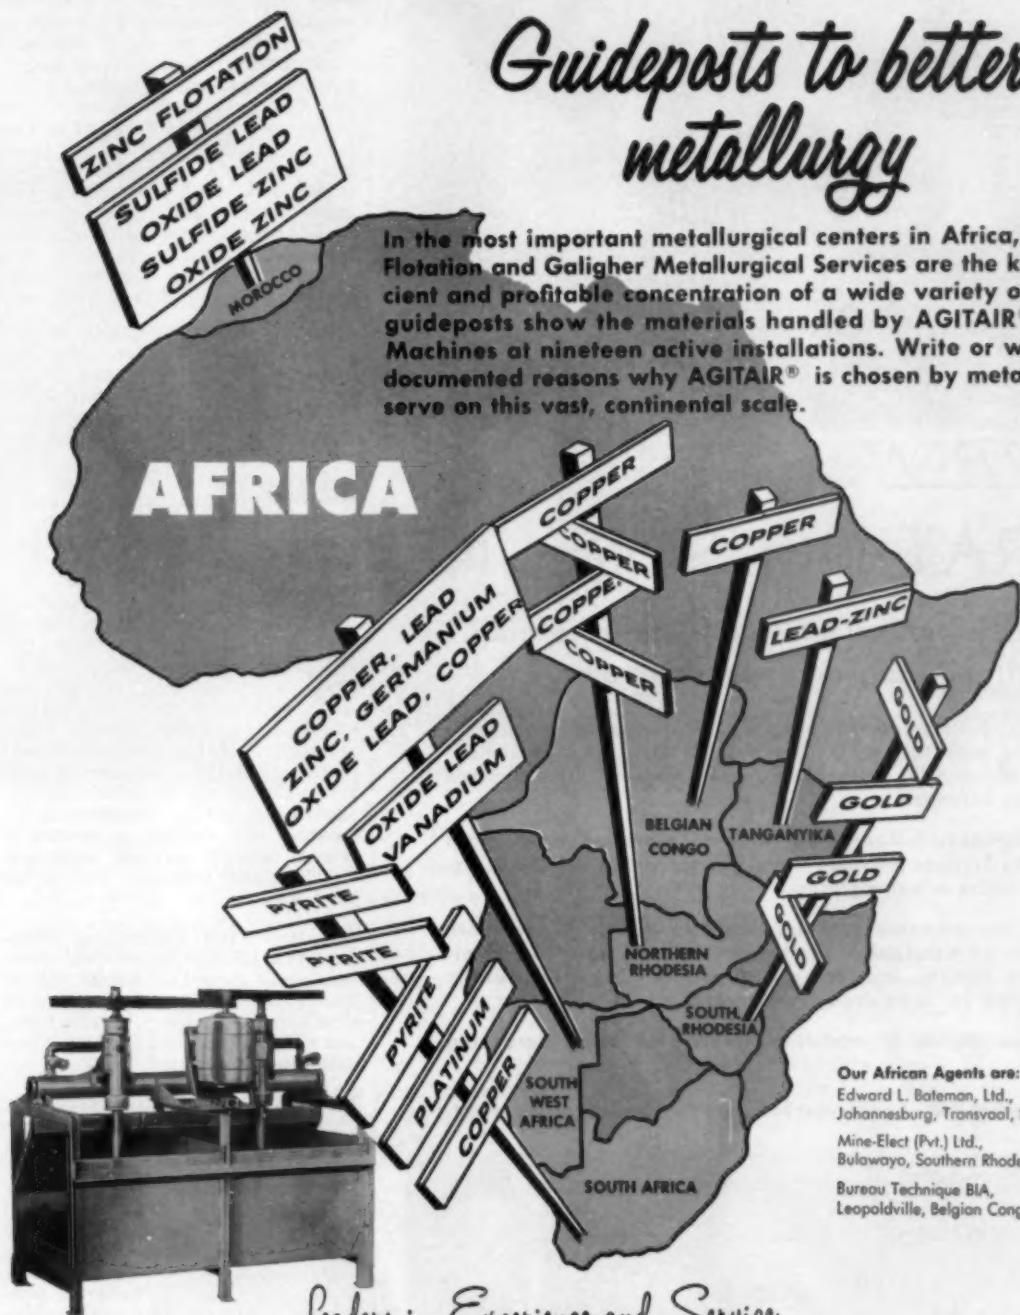 Guideposts to better
metallurgy
In the most important metallurgical centers in Africa,
Flotation and Galigher Metallurgical Services are the k
cient and profitable concentration of a wide variety o
guideposts show the materials handled by AGITAIR®
Machines at nineteen active installations. Write or w
documented reasons why AGITAIR® is chosen by meta
serve on this vast, continental scale.
ZINC FLOTATION
SULFIDE LEAD
OXIDE LEAD
SULFIDE ZINC
OXIDE ZINC
MOROCCO
AFRICA
COPPER
COPPER
COPPE
COPPER
COPPER
LEAD-ZINC
GOLD
GOLD
GOLD
GOLD
COPPER, LEAD
ZINC, GERMANIUM
OXIDE LEAD, COPPER
OXIDE LEAD
VANADIUM
PYRITE
PYRITE
PYRITE
PLATINUM
COPPER
BELGIAN
CONGO
TANGANYIKA
NORTHERN
RHODESIA
SOUTH.
RHODESIA
SOUTH
WEST
AFRICA
SOUTH AFRICA
Our African Agents are:
Edward L. Bateman, Ltd.,
Johannesburg, Transvaal,
Mine-Elect (Pvt.) Ltd.,
Bulawayo, Southern Rhode
Bureau Technique BIA,
Leopoldville, Belgian Cong
Leaders in Experience and Service